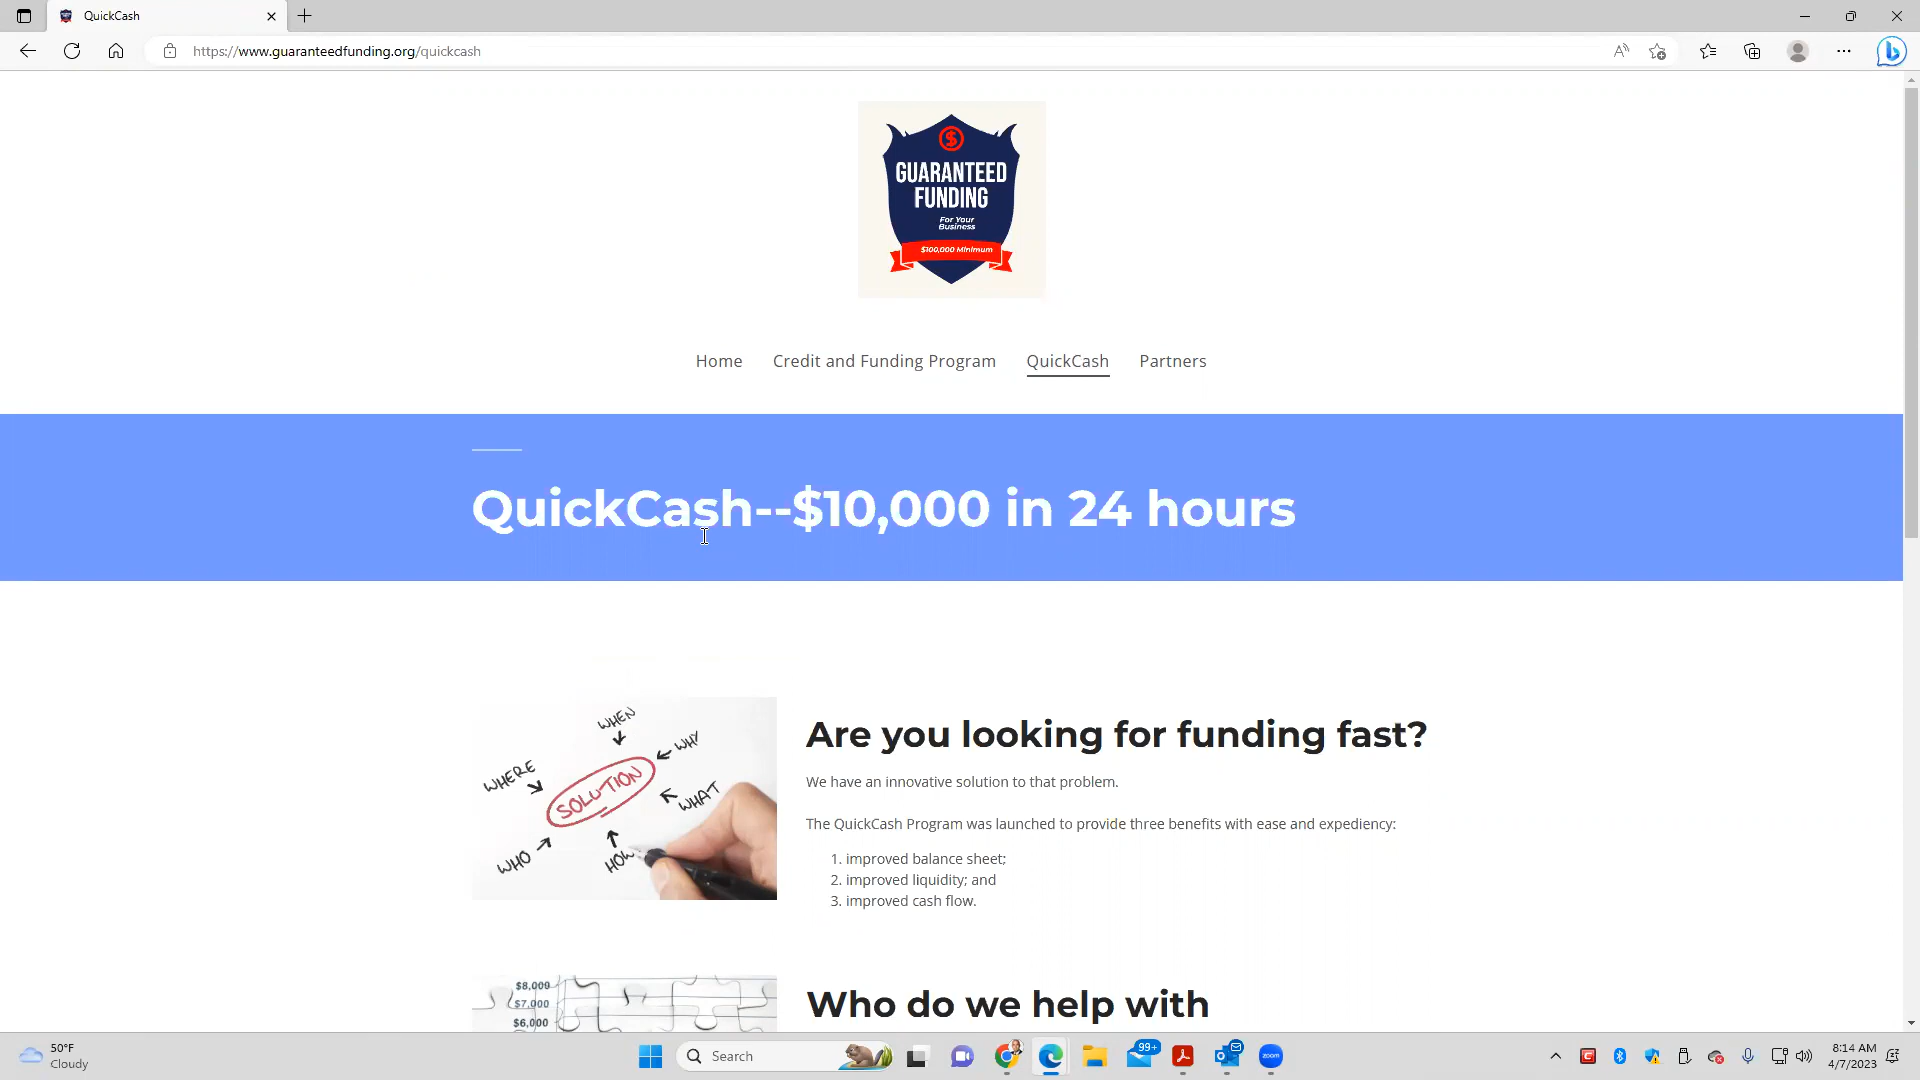 QuickCash
https://www.guaranteedfunding.org/quickcash
GUARANTEED
FUNDING
For Your
Business
$100,000 Minimum
Home Credit and Funding Program QuickCash Partners
QuickCash--$10,000 in 24 hours
WHEN
WHY
WHERE
SOLUTION
WHAT
WHO
HOW
Are you looking for funding fast?
We have an innovative solution to that problem.
The QuickCash Program was launched to provide three benefits with ease and expediency:
1. improved balance sheet;
2. improved liquidity; and
3. improved cash flow.
$8,000
$7,000
$6,000
Who do we help with
50°F
Cloudy
Search
99+
zoom
8:14 AM
4/7/2023